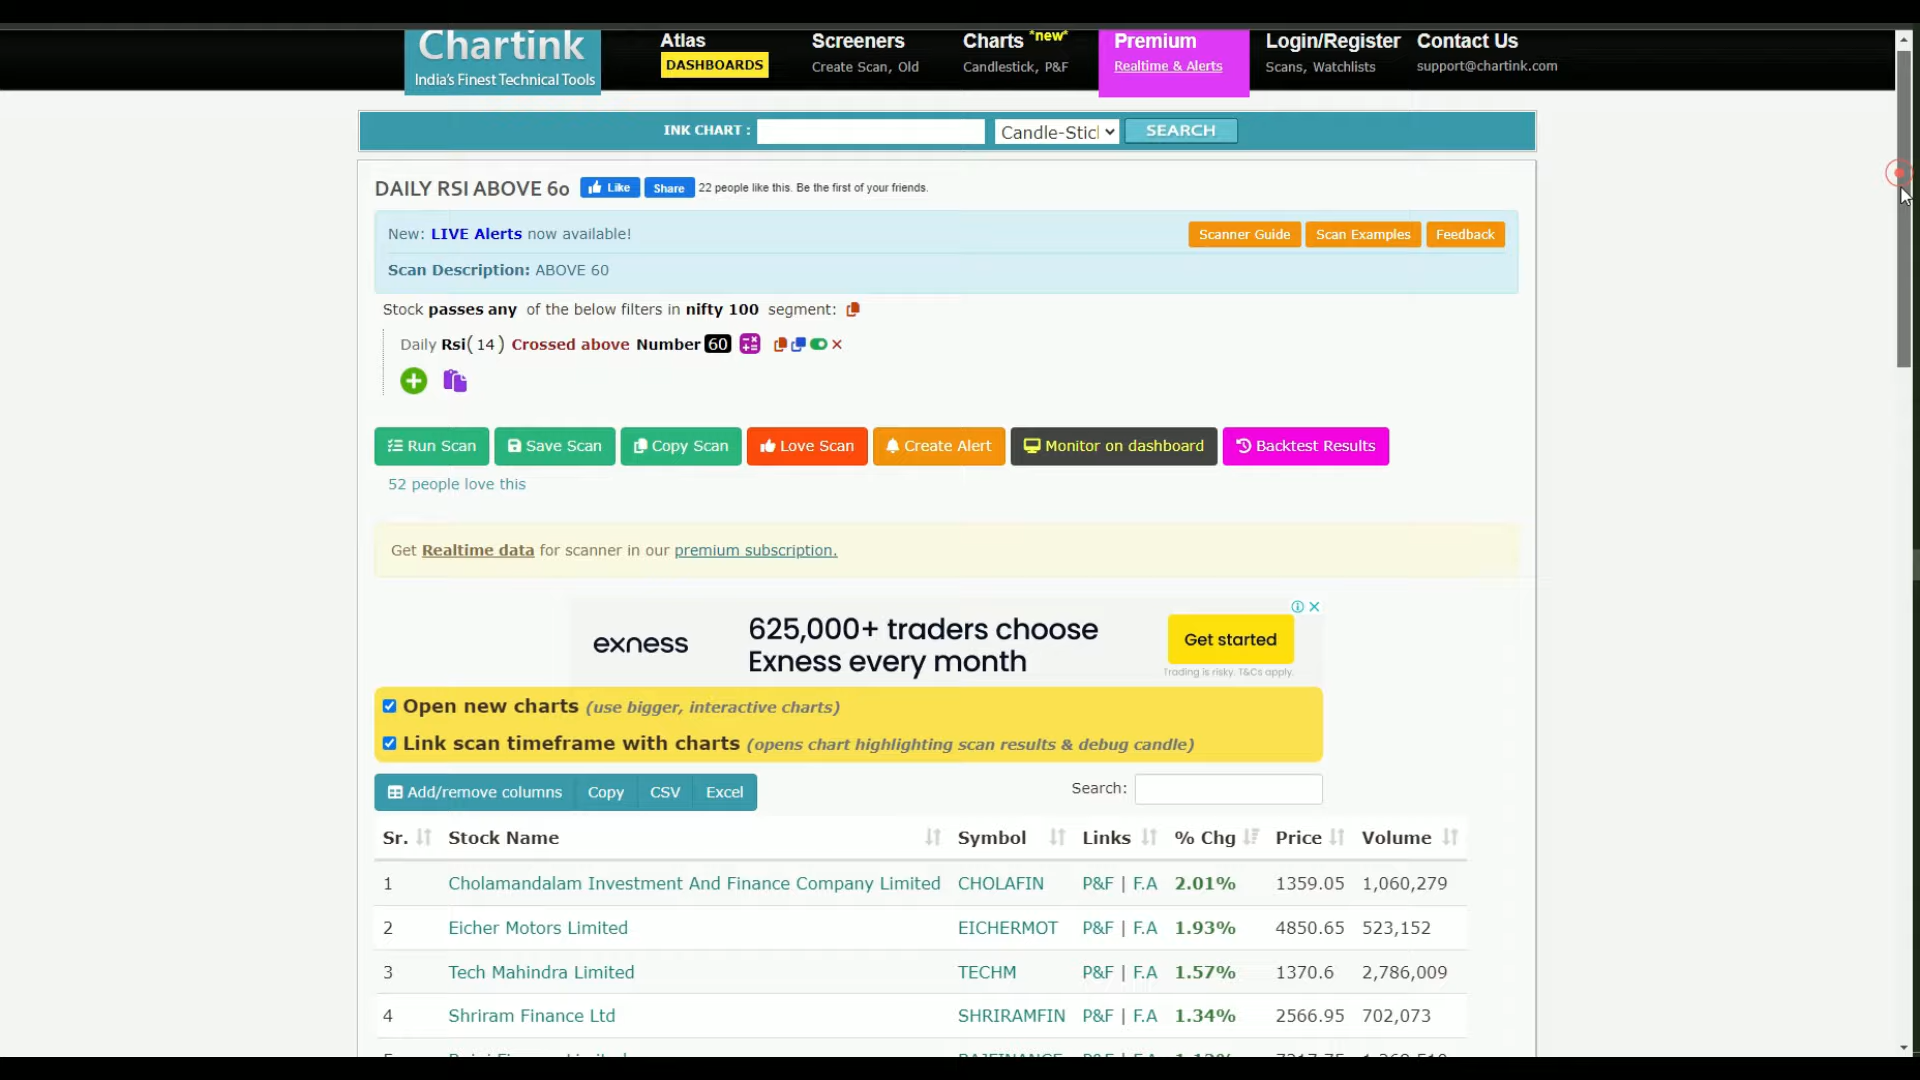 Chartink
India's Finest Technical Tools
Atlas
DASHBOARDS
Screeners
Create Scan, Old
Charts *new*
Candlestick, P&F
Premium
Realtime & Alerts
Login/Register
Scans, Watchlists
Contact Us
support@chartink.com
INK CHART : Candle-Sticl SEARCH
DAILY RSI ABOVE 60 Like Share 22 people like this. Be the first of your friends.
New: LIVE Alerts now available! Scanner Guide Scan Examples Feedback
Scan Description: ABOVE 60
Stock passes any of the below filters in nifty 100 segment:
Daily Rsi( 14 ) Crossed above Number 60
Run Scan Save Scan Copy Scan Love Scan Create Alert Monitor on dashboard Backtest Results
52 people love this
Get Realtime data for scanner in our premium subscription.
exness
625,000+ traders choose
Exness every month
Get started
Trading is risky. T&Cs apply.
Open new charts (use bigger, interactive charts)
Link scan timeframe with charts (opens chart highlighting scan results & debug candle)
Add/remove columns Copy CSV Excel Search:
Sr. Stock Name Symbol Links % Chg Price Volume
1 Cholamandalam Investment And Finance Company Limited CHOLAFIN P&F | F.A 2.01% 1359.05 1,060,279
2 Eicher Motors Limited EICHERMOT P&F | F.A 1.93% 4850.65 523,152
3 Tech Mahindra Limited TECHM P&F | F.A 1.57% 1370.6 2,786,009
4 Shriram Finance Ltd SHRIRAMFIN P&F | F.A 1.34% 2566.95 702,073